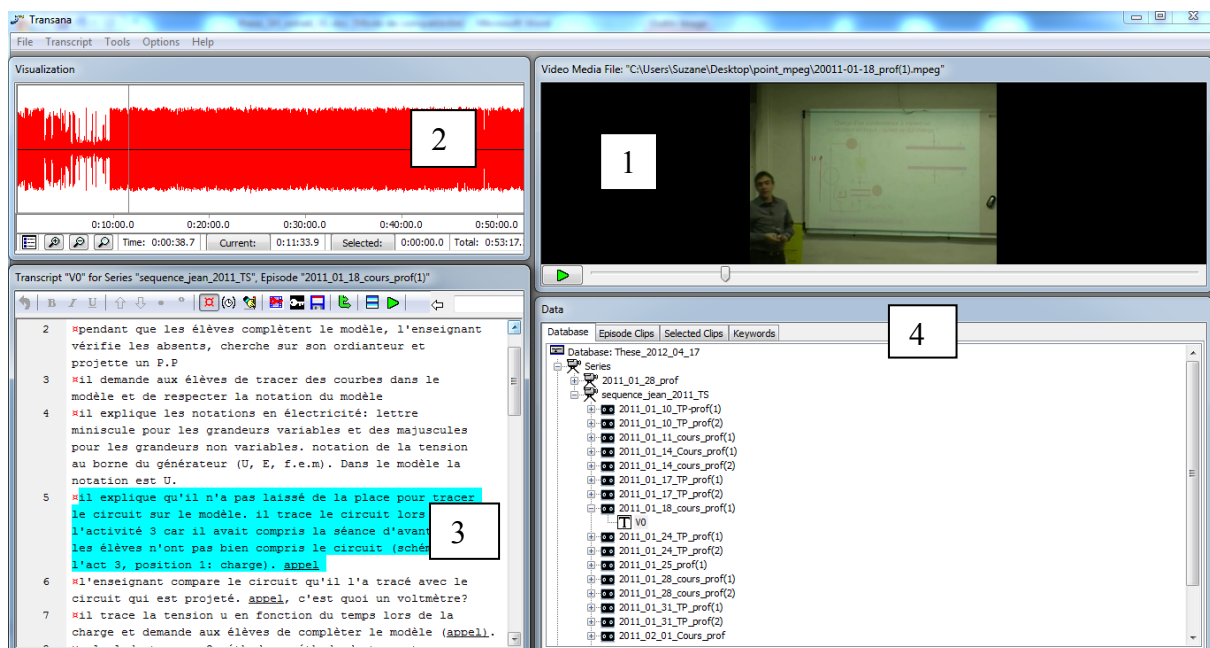 Transana
File Transcript Tools Options Help
Visualization
2
0:10:00.0 0:20:00.0 0:30:00.0 0:40:00.0 0:50:00.0
Time: 0:00:38.7 Current: 0:11:33.9 Selected: 0:00:00.0 Total: 0:53:17.
Video Media File: "C:\Users\Suzane\Desktop\point_mpeg\20011-01-18_prof(1).mpeg"
1
Transcript "V0" for Series "sequence_jean_2011_TS", Episode "2011_01_18_cours_prof(1)"
B I U
2 ¤pendant que les élèves complètent le modèle, l'enseignant
vérifie les absents, cherche sur son ordianteur et
projette un P.P
3 ¤il demande aux élèves de tracer des courbes dans le
modèle et de respecter la notation du modèle
4 ¤il explique les notations en électricité: lettre
miniscule pour les grandeurs variables et des majuscules
pour les grandeurs non variables. notation de la tension
au borne du générateur (U, E, f.e.m). Dans le modèle la
notation est U.
5 ¤il explique qu'il n'a pas laissé de la place pour tracer
le circuit sur le modèle. il trace le circuit lors
l'activité 3 car il avait compris la séance d'avant
les élèves n'ont pas bien compris le circuit (schém
l'act 3, position 1: charge). appel
3
6 ¤l'enseignant compare le circuit qu'il l'a tracé avec le
circuit qui est projeté. appel, c'est quoi un voltmètre?
7 ¤il trace la tension u en fonction du temps lors de la
charge et demande aux élèves de complèter le modèle (appel).
Data
4
Database Episode Clips Selected Clips Keywords
Database: These_2012_04_17
Series
2011_01_28_prof
sequence_jean_2011_TS
2011_01_10_TP-prof(1)
2011_01_10_TP_prof(2)
2011_01_11_cours_prof(1)
2011_01_14_Cours_prof(1)
2011_01_14_cours_prof(2)
2011_01_17_TP_prof(1)
2011_01_17_TP_prof(2)
2011_01_18_cours_prof(1)
T V0
2011_01_24_TP_prof(1)
2011_01_24_TP_prof(2)
2011_01_25_prof(1)
2011_01_28_cours_prof(1)
2011_01_28_cours_prof(2)
2011_01_31_TP_prof(1)
2011_01_31_TP_prof(2)
2011_02_01_Cours_prof